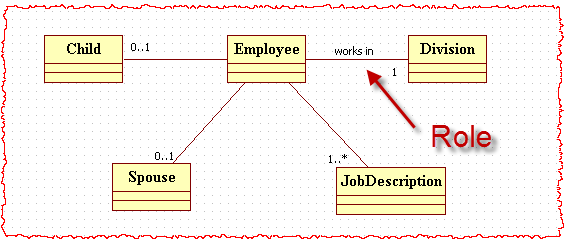 Child
0..1
Employee
works in
1
Division
Role
0..1
Spouse
1..*
JobDescription